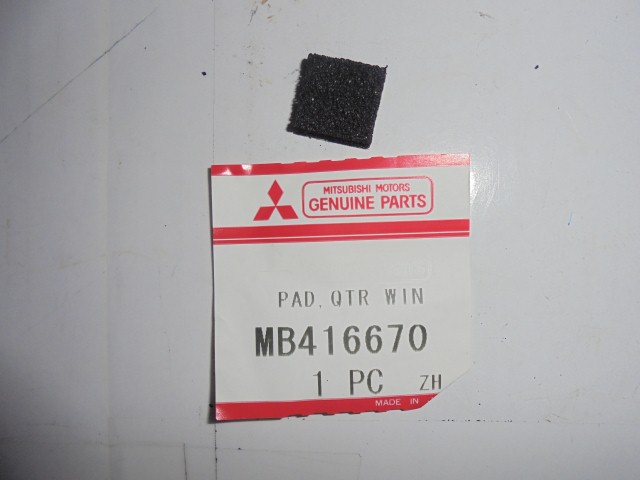 MITSUBISHI MOTORS
GENUINE PARTS
PAD, QTR WIN
MB416670
1 PC ZH
MADE IN